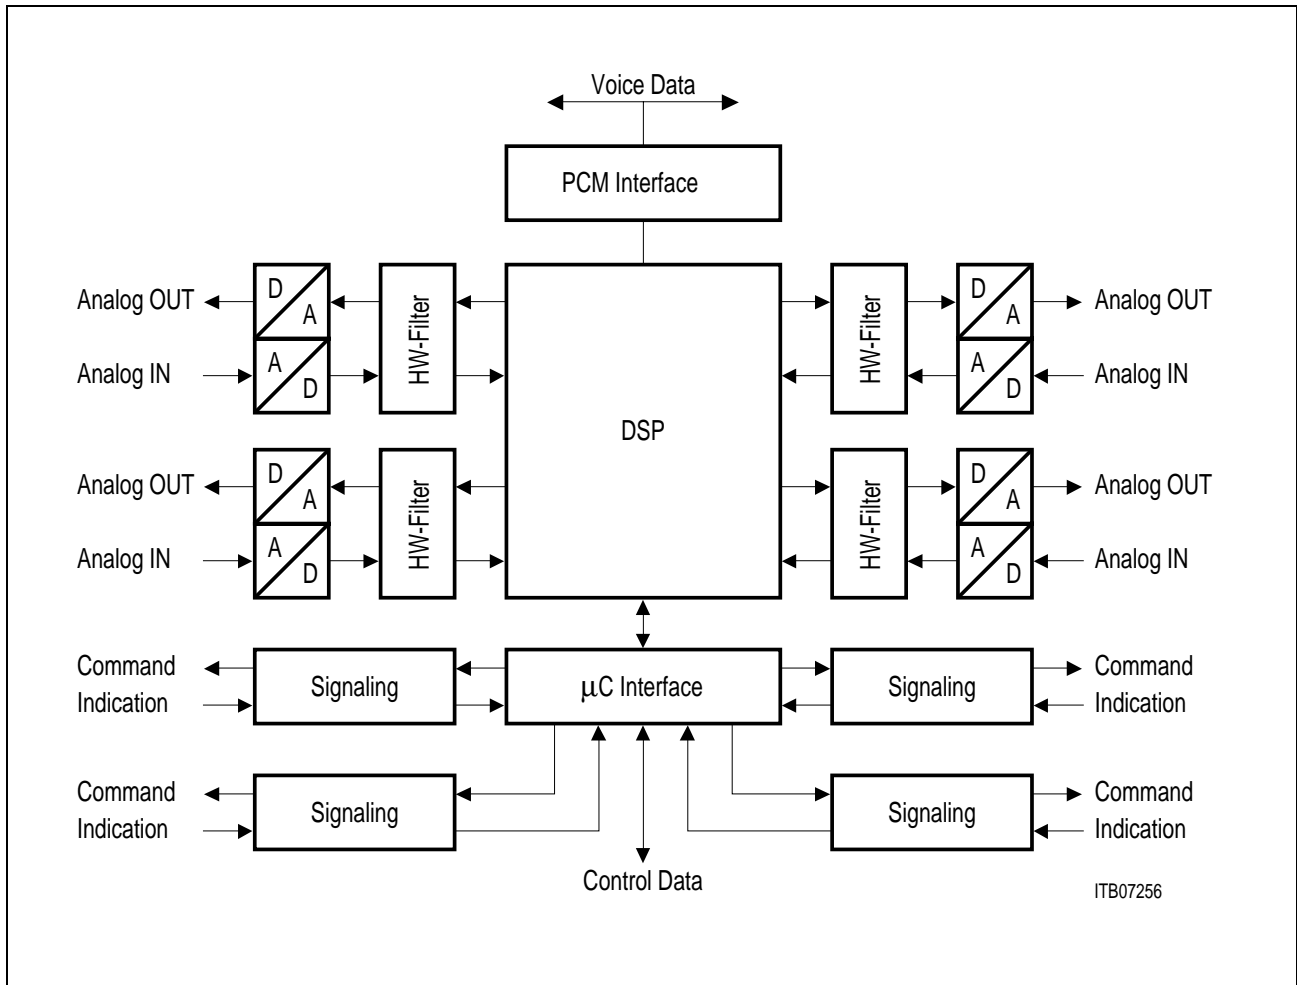 Voice Data
PCM Interface
Analog OUT
D
A
HW-Filter
HW-Filter
D
A
Analog OUT
Analog IN
A
D
A
D
Analog IN
DSP
Analog OUT
D
A
HW-Filter
HW-Filter
D
A
Analog OUT
Analog IN
A
D
A
D
Analog IN
Command
Indication
Signaling
µC Interface
Signaling
Command
Indication
Command
Indication
Signaling
Signaling
Command
Indication
Control Data
ITB07256